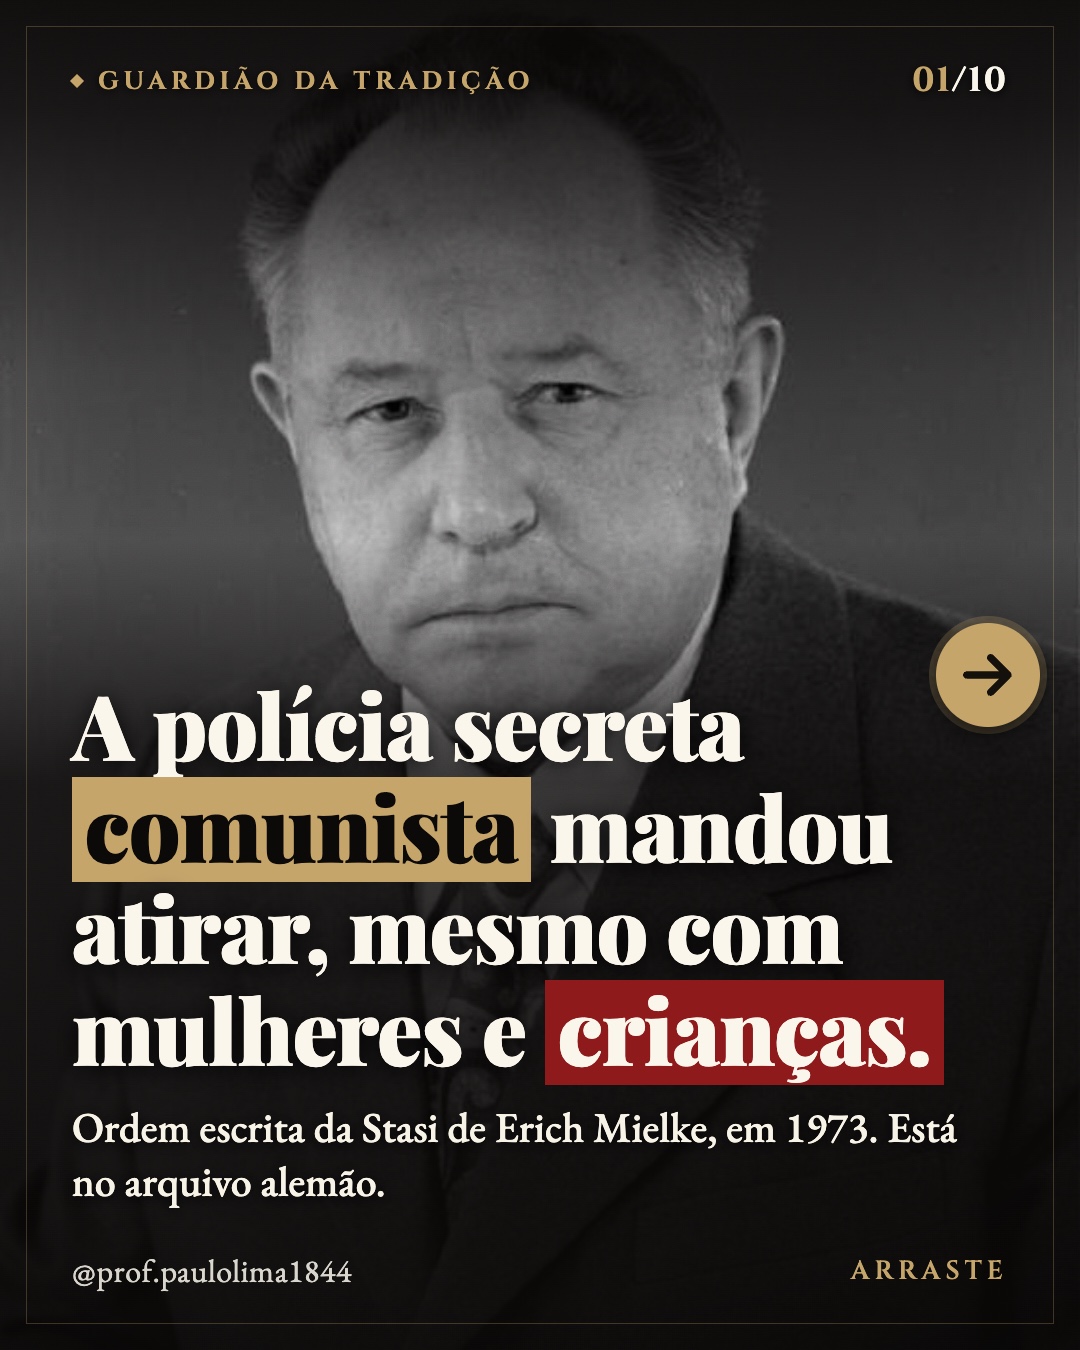 GUARDIÃO DA TRADIÇÃO
01/10
A polícia secreta
comunista mandou
atirar, mesmo com
mulheres e crianças.
Ordem escrita da Stasi de Erich Mielke, em 1973. Está
no arquivo alemão.
@prof.paulolima1844
ARRASTE